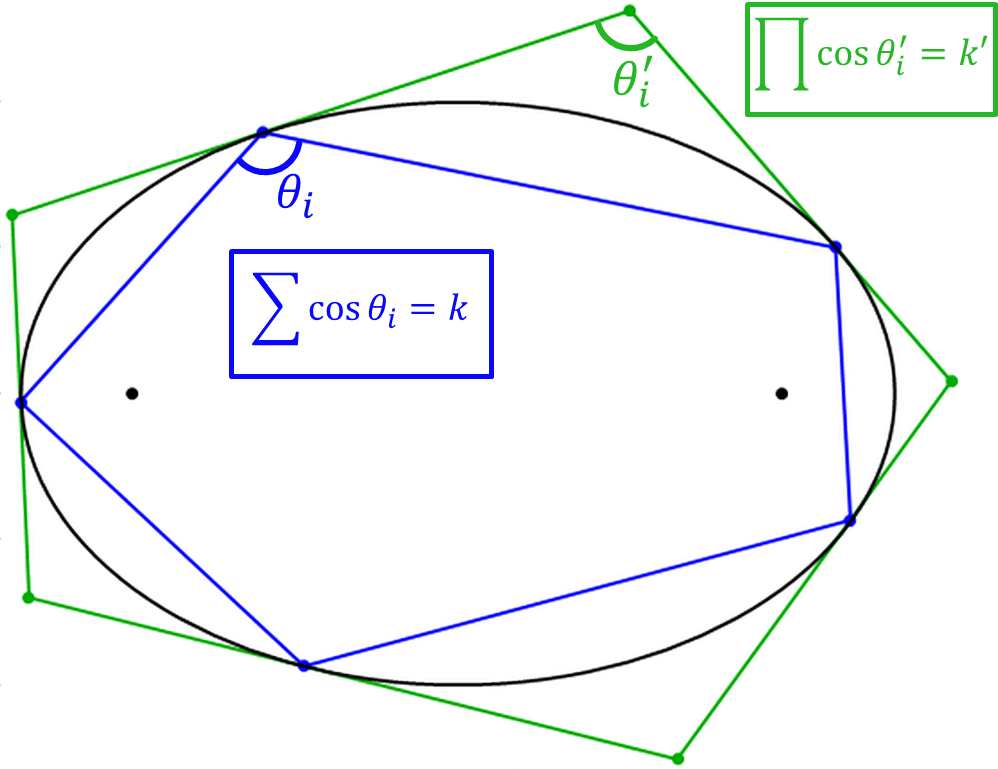 ∏ cos θ′ᵢ = k′
θ′ᵢ
θᵢ
∑ cos θᵢ = k